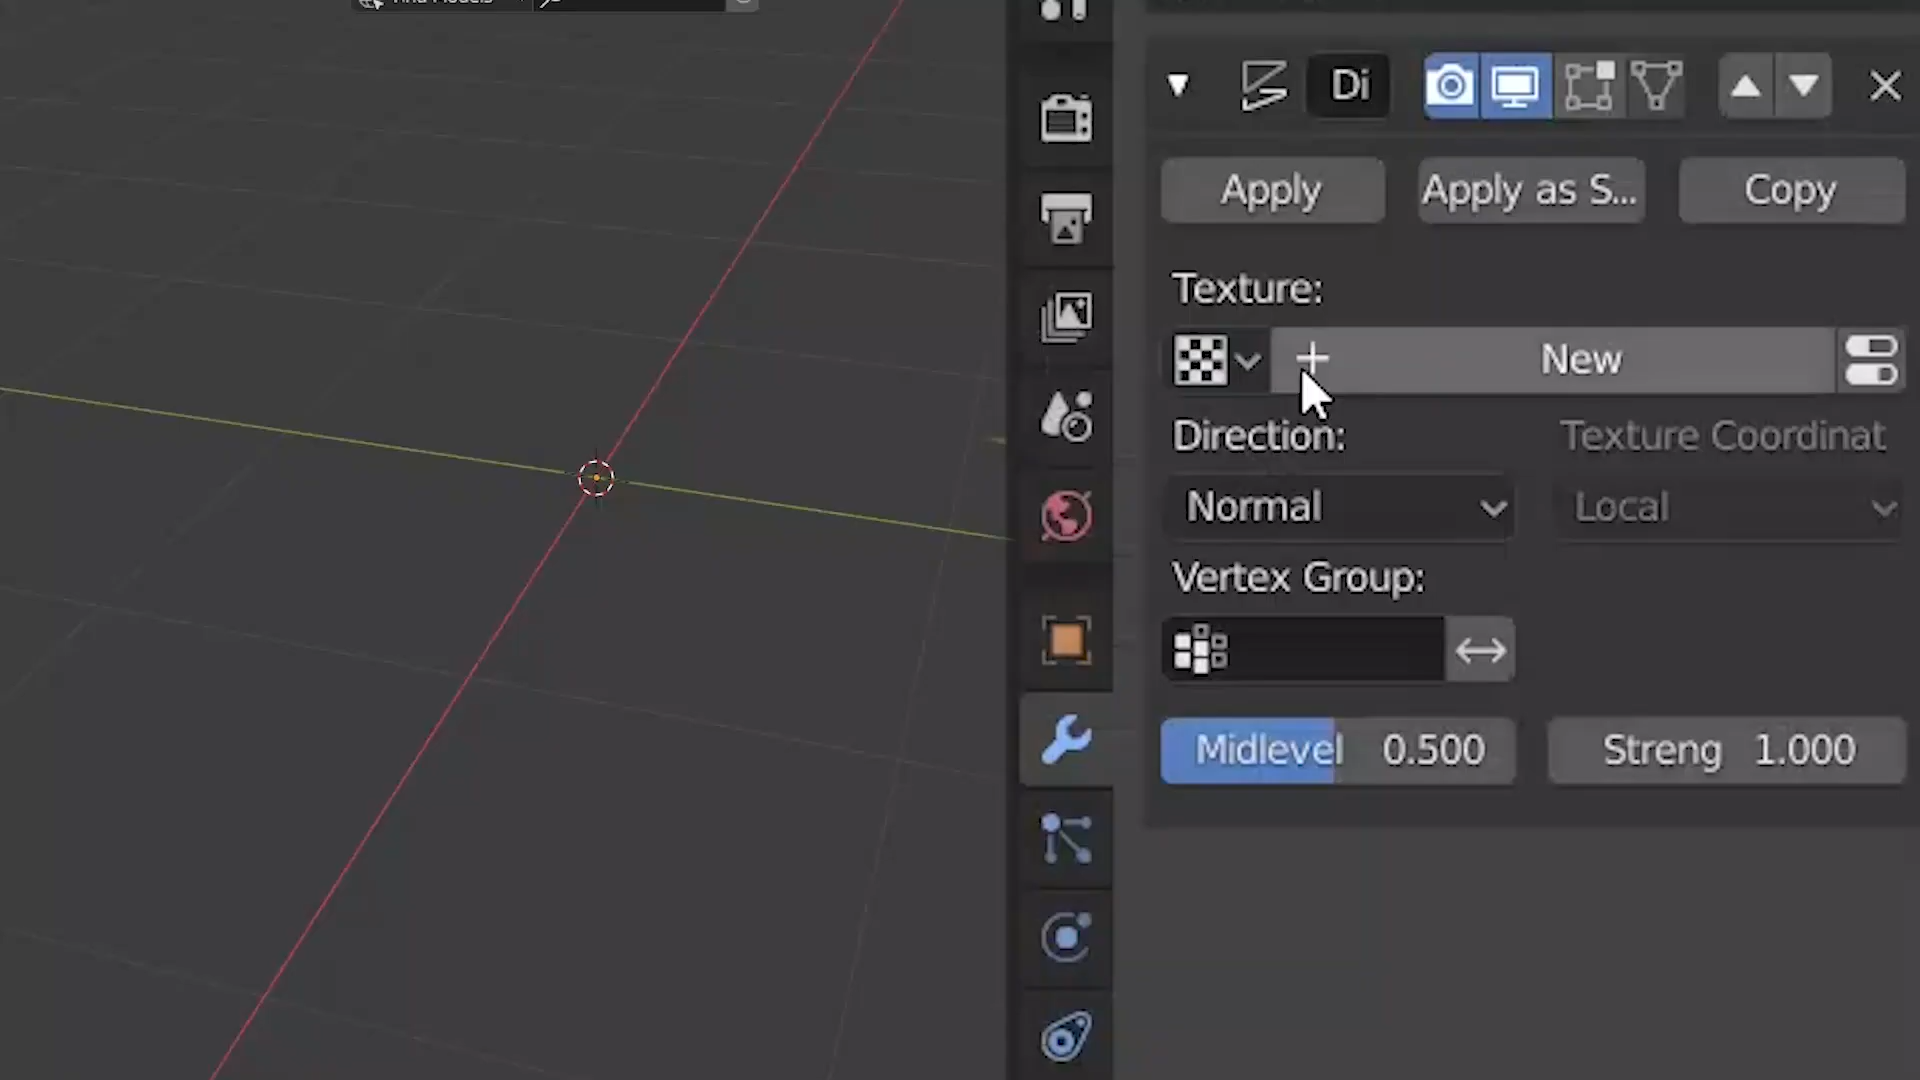 Di
Apply
Apply as S...
Copy
Texture:
New
Direction:
Texture Coordinat
Normal
Local
Vertex Group:
Midlevel 0.500
Streng 1.000